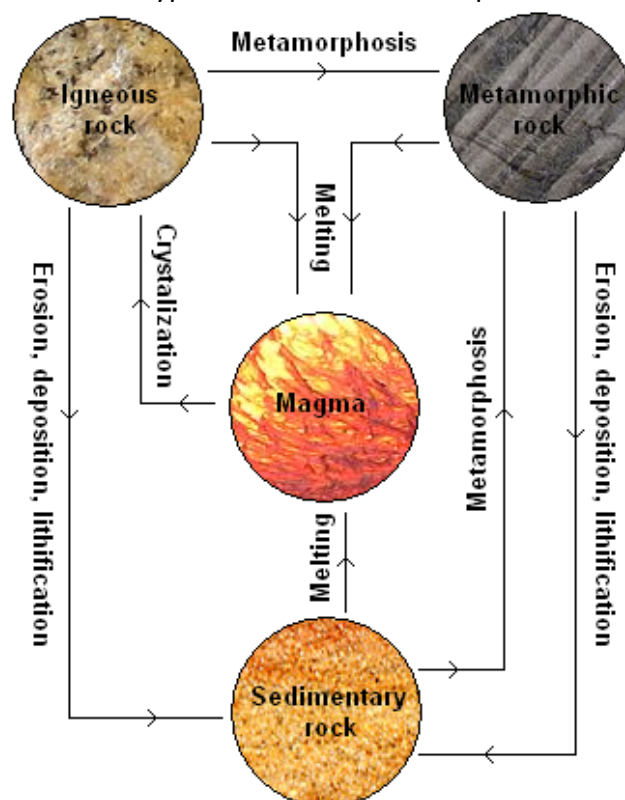 Metamorphosis
Igneous
rock
Metamorphic
rock
Melting
Crystalization
Erosion, deposition, lithification
Erosion, deposition, lithification
Metamorphosis
Magma
Melting
Sedimentary
rock